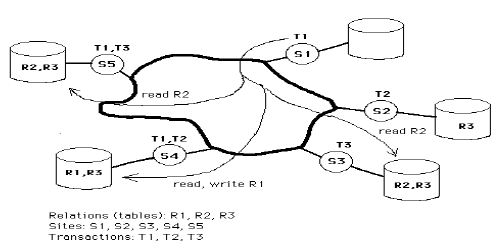 T1,T3
T1
S5
S1
R2,R3
read R2
T2
S2
read R2
R3
T1,T2
T3
S4
S3
R1,R3
R2,R3
read, write R1
Relations (tables): R1, R2, R3
Sites: S1, S2, S3, S4, S5
Transactions: T1, T2, T3